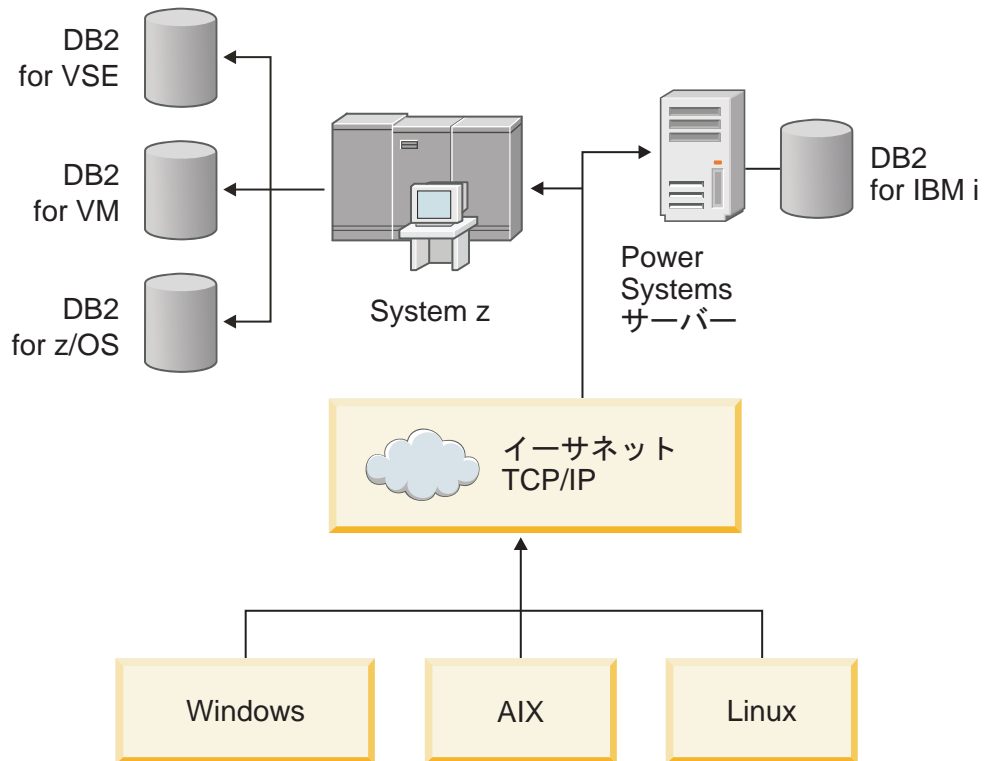 DB2
for VSE
DB2
for VM
DB2
for z/OS
System z
Power
Systems
サーバー
DB2
for IBM i
イーサネット
TCP/IP
Windows
AIX
Linux